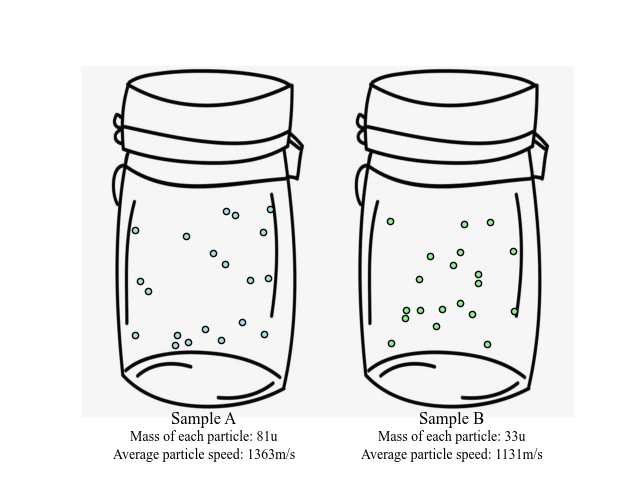 Sample A
Mass of each particle: 81u
Average particle speed: 1363m/s
Sample B
Mass of each particle: 33u
Average particle speed: 1131m/s